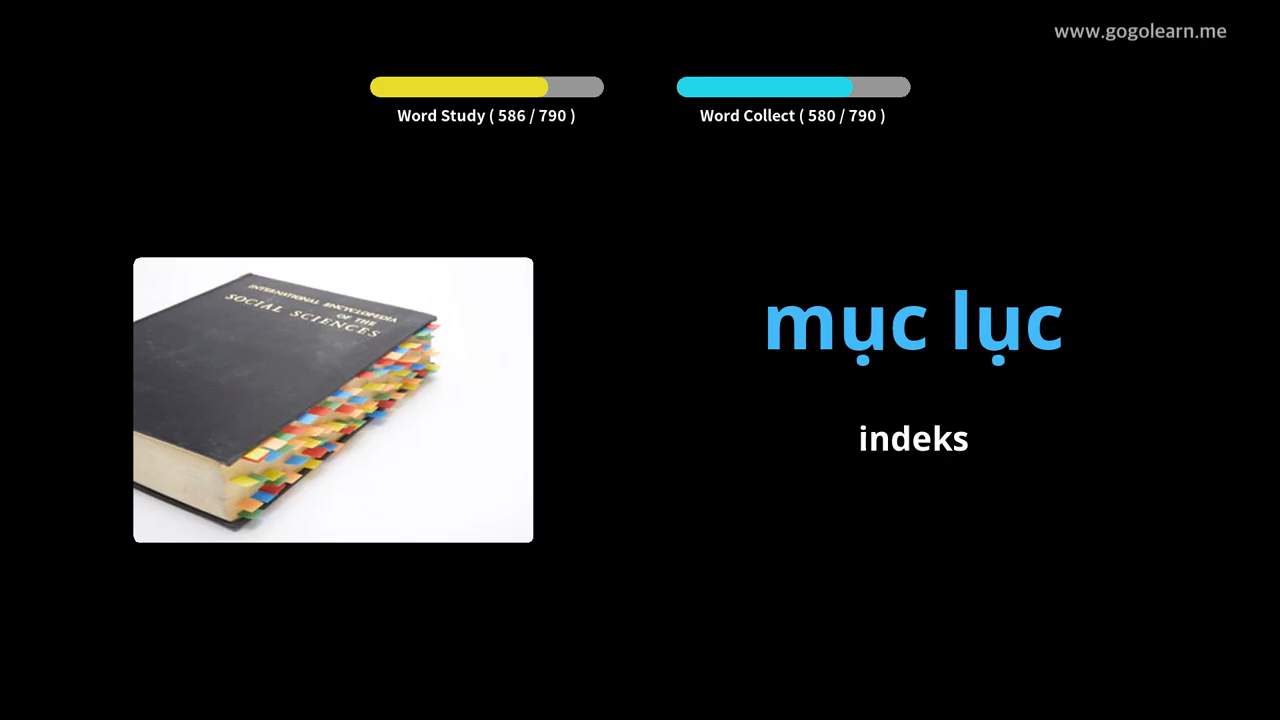 www.gogolearn.me
Word Study ( 586 / 790 )
Word Collect ( 580 / 790 )
INTERNATIONAL ENCYCLOPEDIA
OF THE
SOCIAL SCIENCES
mục lục
indeks